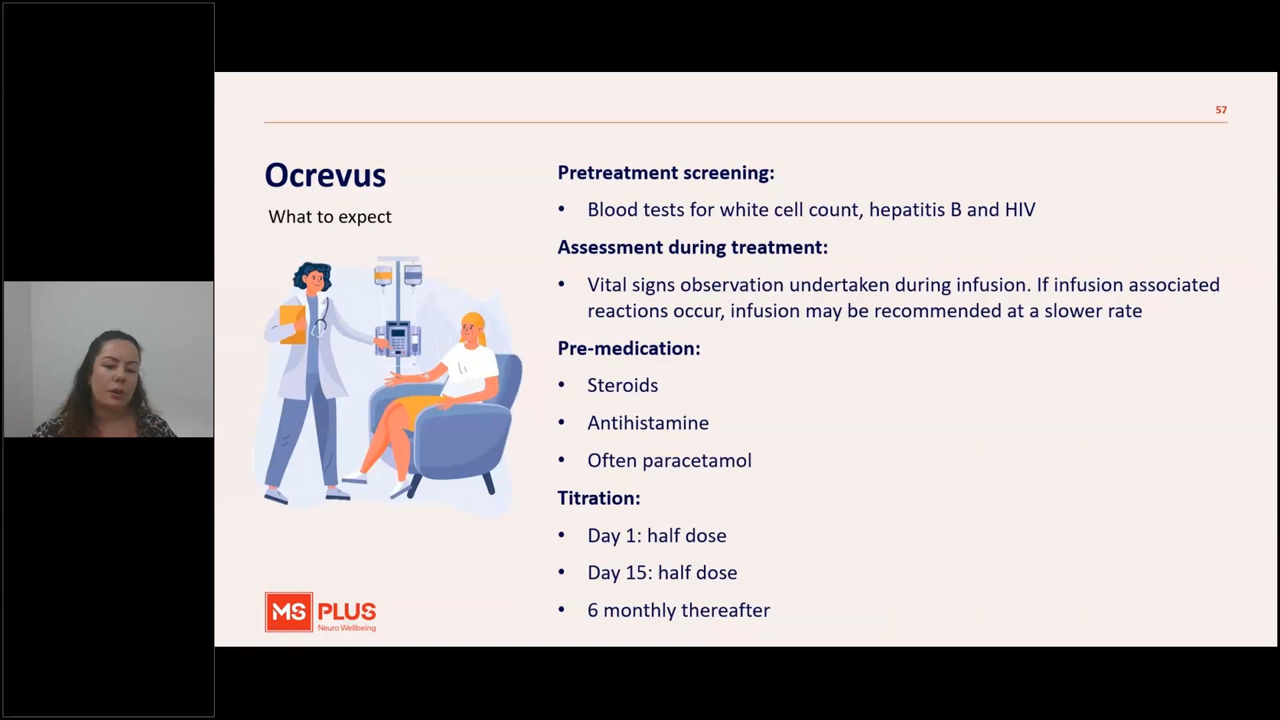 57
Ocrevus
What to expect
Pretreatment screening:
• Blood tests for white cell count, hepatitis B and HIV
Assessment during treatment:
• Vital signs observation undertaken during infusion. If infusion associated
reactions occur, infusion may be recommended at a slower rate
Pre-medication:
• Steroids
• Antihistamine
• Often paracetamol
Titration:
• Day 1: half dose
• Day 15: half dose
• 6 monthly thereafter
MS PLUS
Neuro Wellbeing